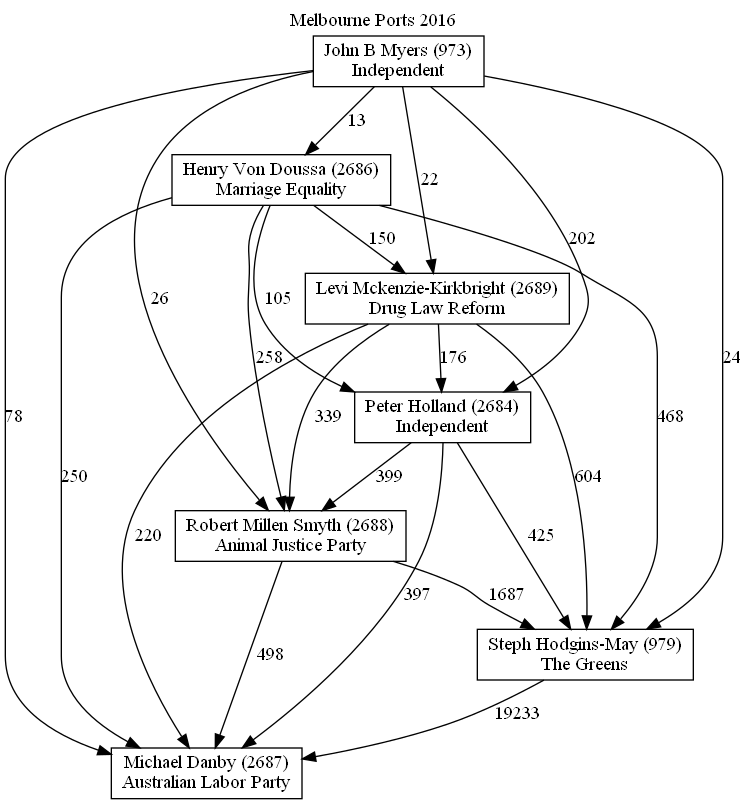 Melbourne Ports 2016
John B Myers (973)
Independent
13
Henry Von Doussa (2686)
Marriage Equality
22
202
150
Levi Mckenzie-Kirkbright (2689)
Drug Law Reform
26
105
258
176
24
Peter Holland (2684)
Independent
78
339
468
250
399
604
Robert Millen Smyth (2688)
Animal Justice Party
220
425
397
1687
498
Steph Hodgins-May (979)
The Greens
19233
Michael Danby (2687)
Australian Labor Party